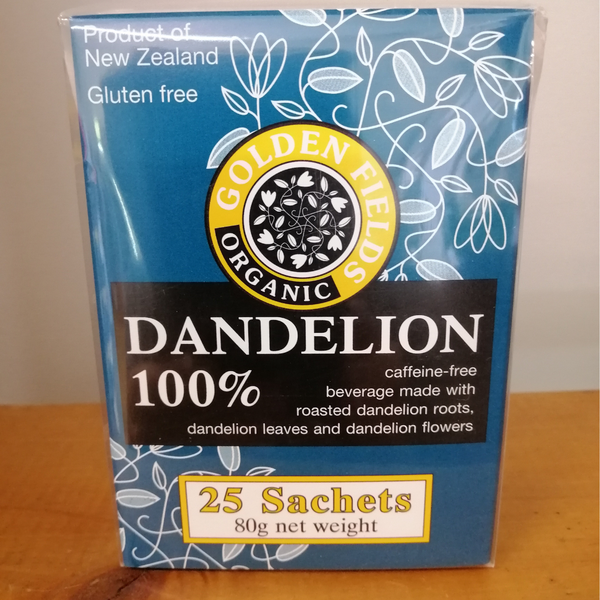 Product of
New Zealand
Gluten free
GOLDEN FIELDS
ORGANIC
DANDELION
100%
caffeine-free
beverage made with
roasted dandelion roots,
dandelion leaves and dandelion flowers
25 Sachets
80g net weight